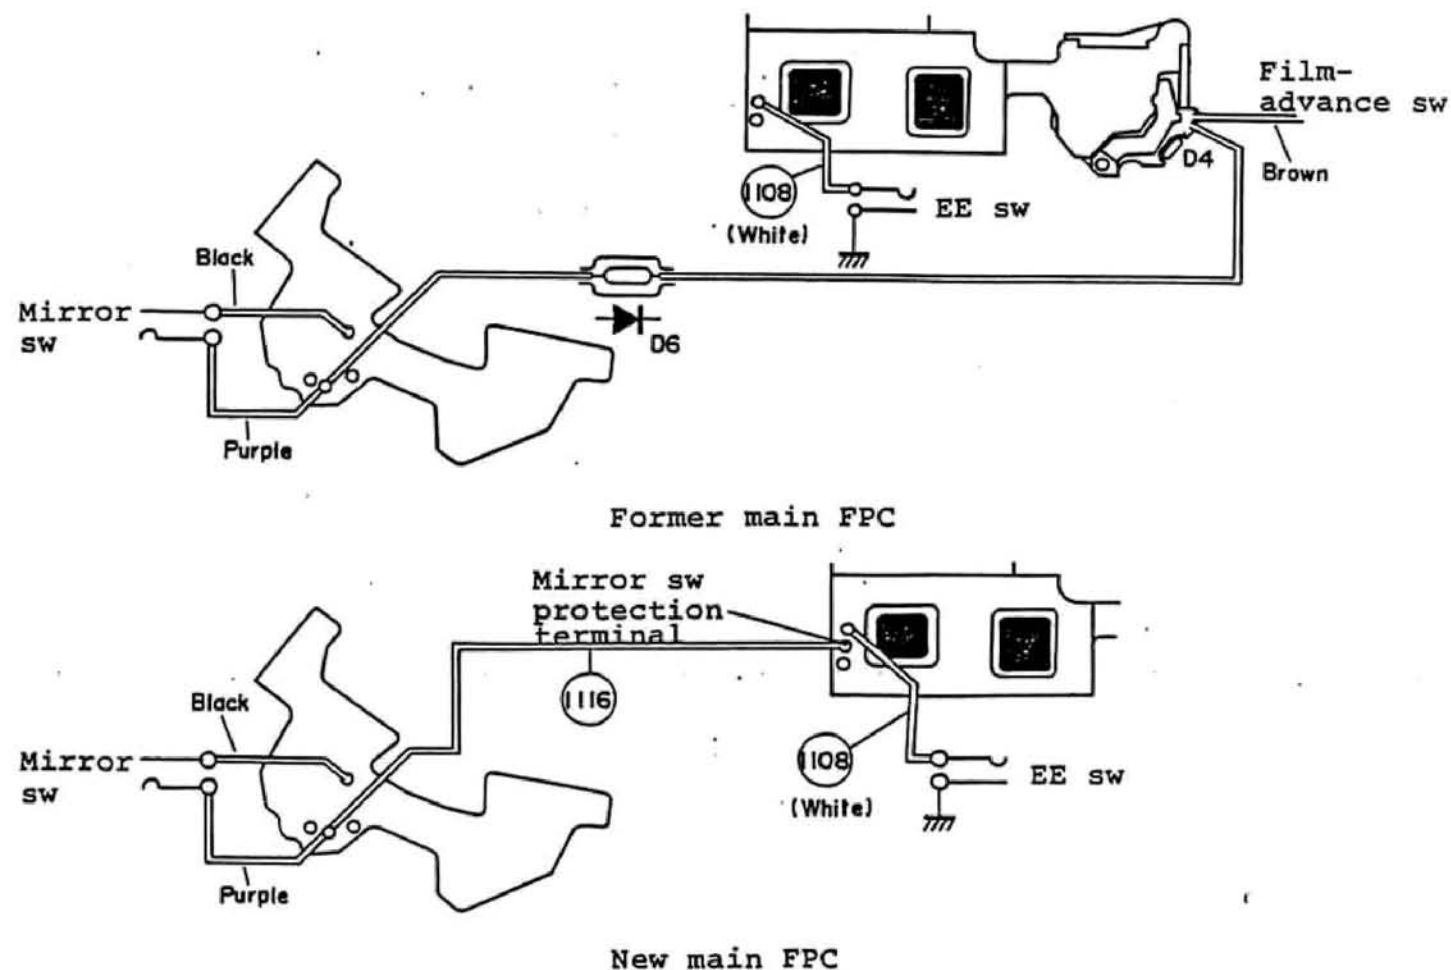 Film-
advance sw
D4
Brown
1108
(White)
EE sw
Black
Mirror
sw
D6
Purple
Former main FPC
Mirror sw
protection
terminal
1116
Black
Mirror
sw
1108
(White)
EE sw
Purple
New main FPC